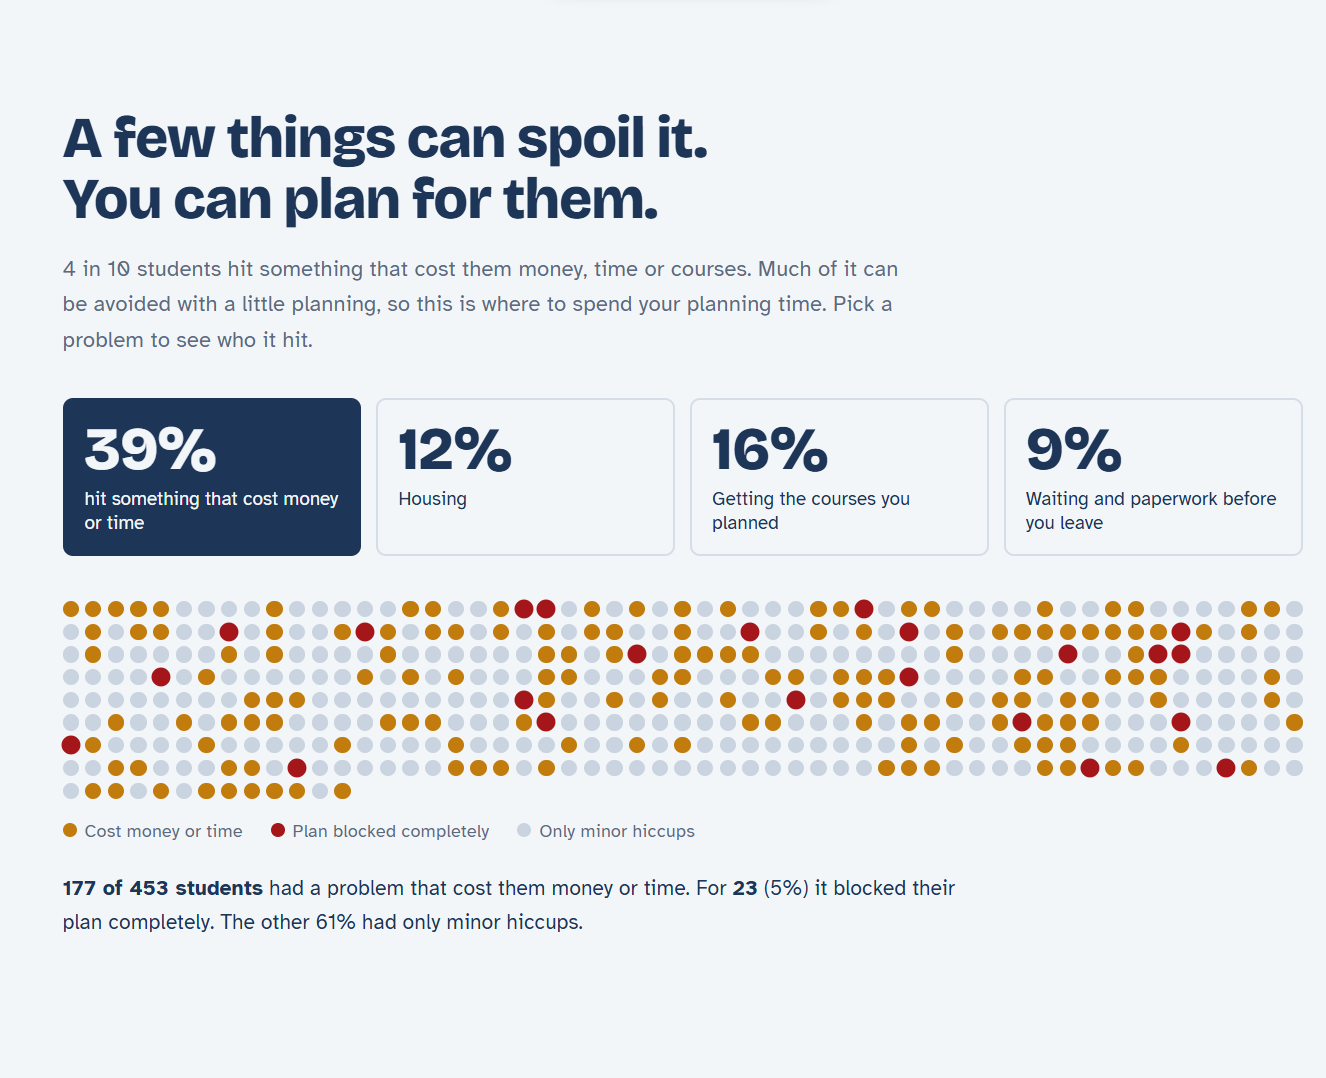 A few things can spoil it.
You can plan for them.
4 in 10 students hit something that cost them money, time or courses. Much of it can
be avoided with a little planning, so this is where to spend your planning time. Pick a
problem to see who it hit.
39%
hit something that cost money
or time
12%
Housing
16%
Getting the courses you
planned
9%
Waiting and paperwork before
you leave
Cost money or time
Plan blocked completely
Only minor hiccups
177 of 453 students had a problem that cost them money or time. For 23 (5%) it blocked their
plan completely. The other 61% had only minor hiccups.